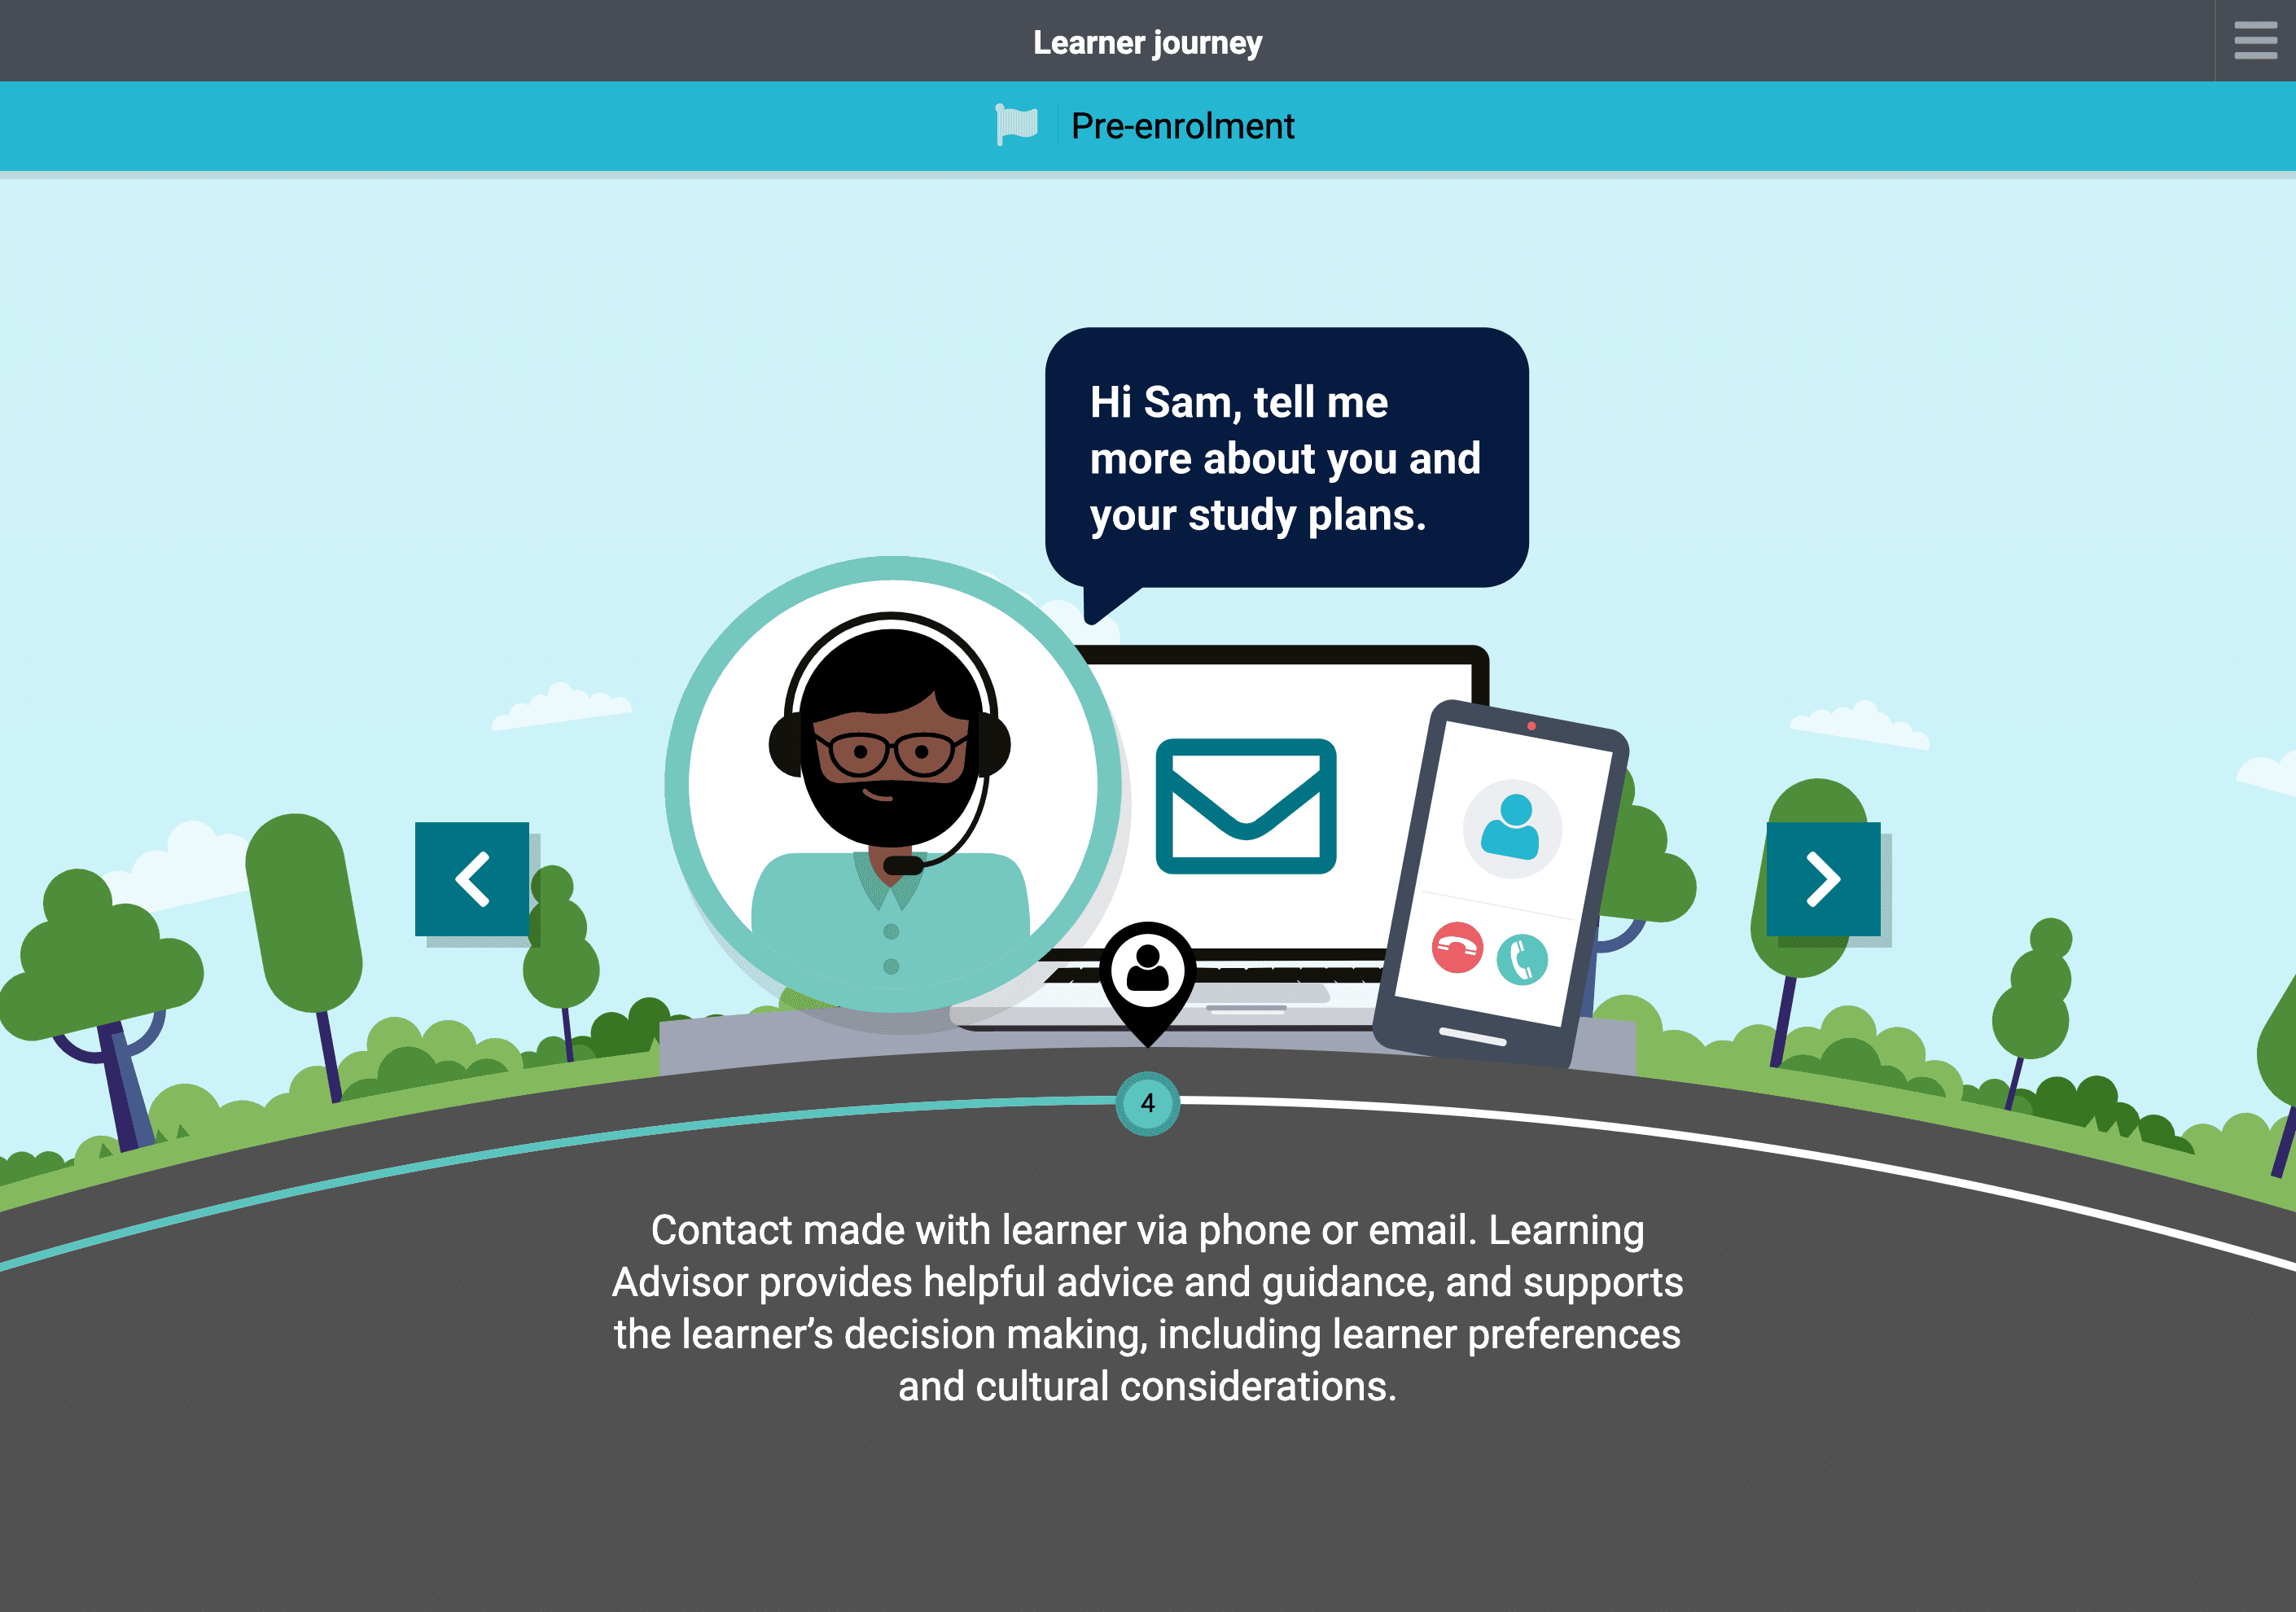 Learner journey
Pre-enrolment
Hi Sam, tell me
more about you and
your study plans.
4
Contact made with learner via phone or email. Learning
Advisor provides helpful advice and guidance, and supports
the learner’s decision making, including learner preferences
and cultural considerations.